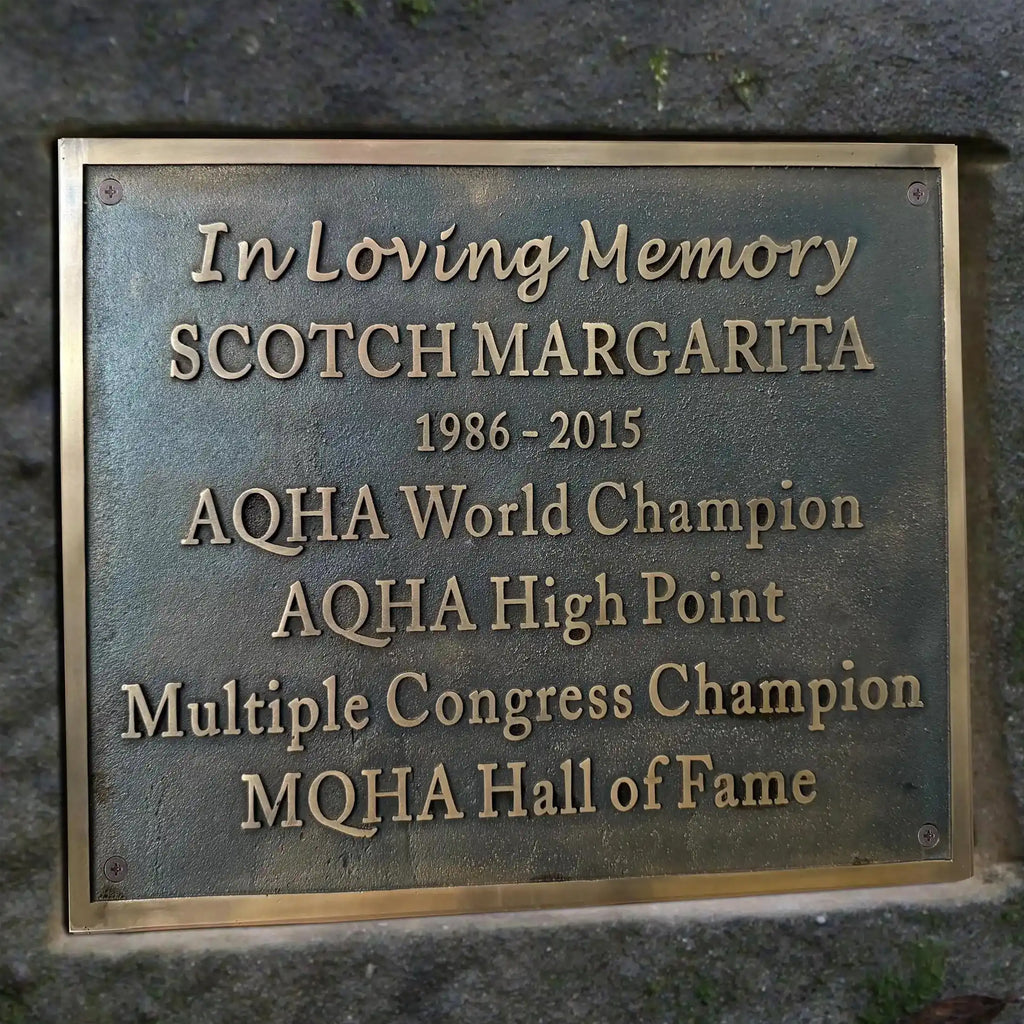 In Loving Memory
SCOTCH MARGARITA
1986 - 2015
AQHA World Champion
AQHA High Point
Multiple Congress Champion
MQHA Hall of Fame